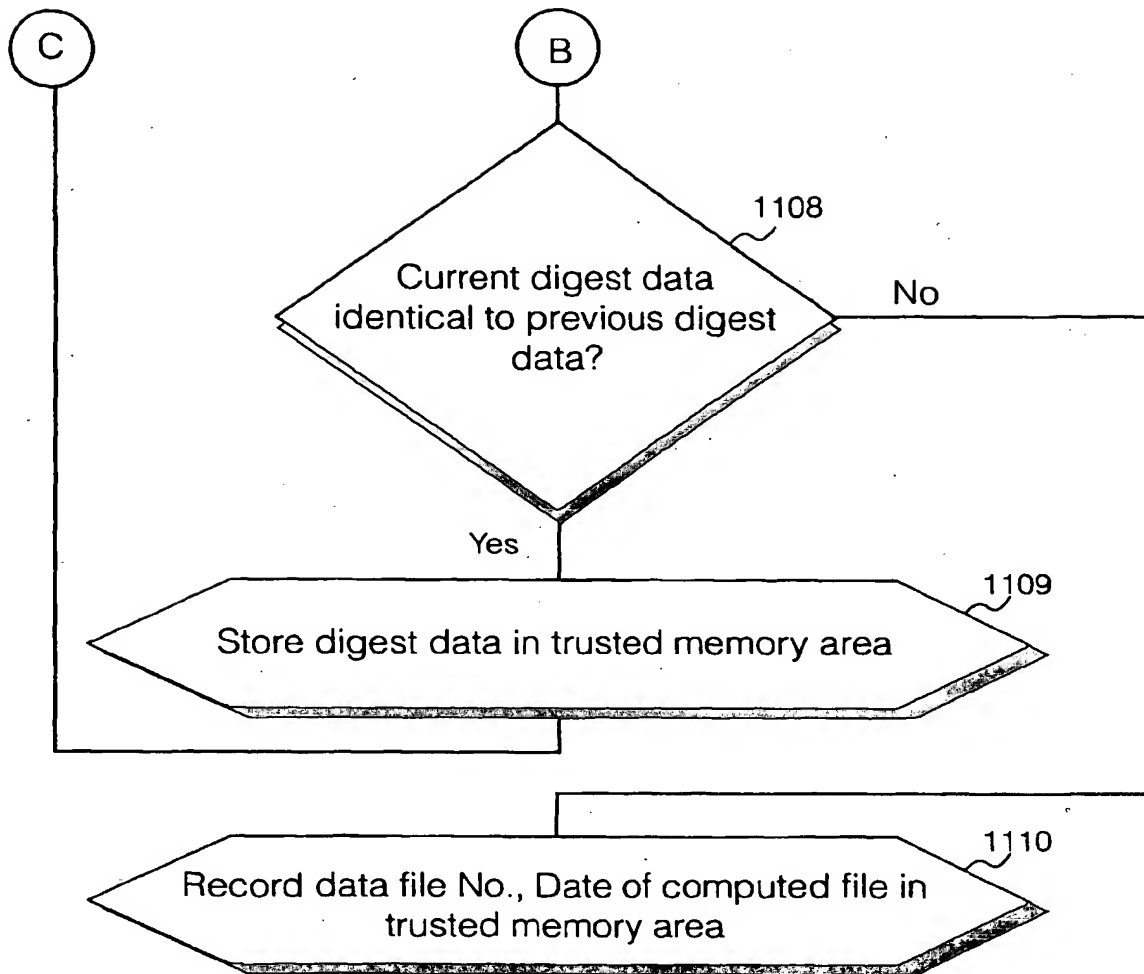 C
B
1108
Current digest data
identical to previous digest
data?
No
Yes
1109
Store digest data in trusted memory area
1110
Record data file No., Date of computed file in
trusted memory area